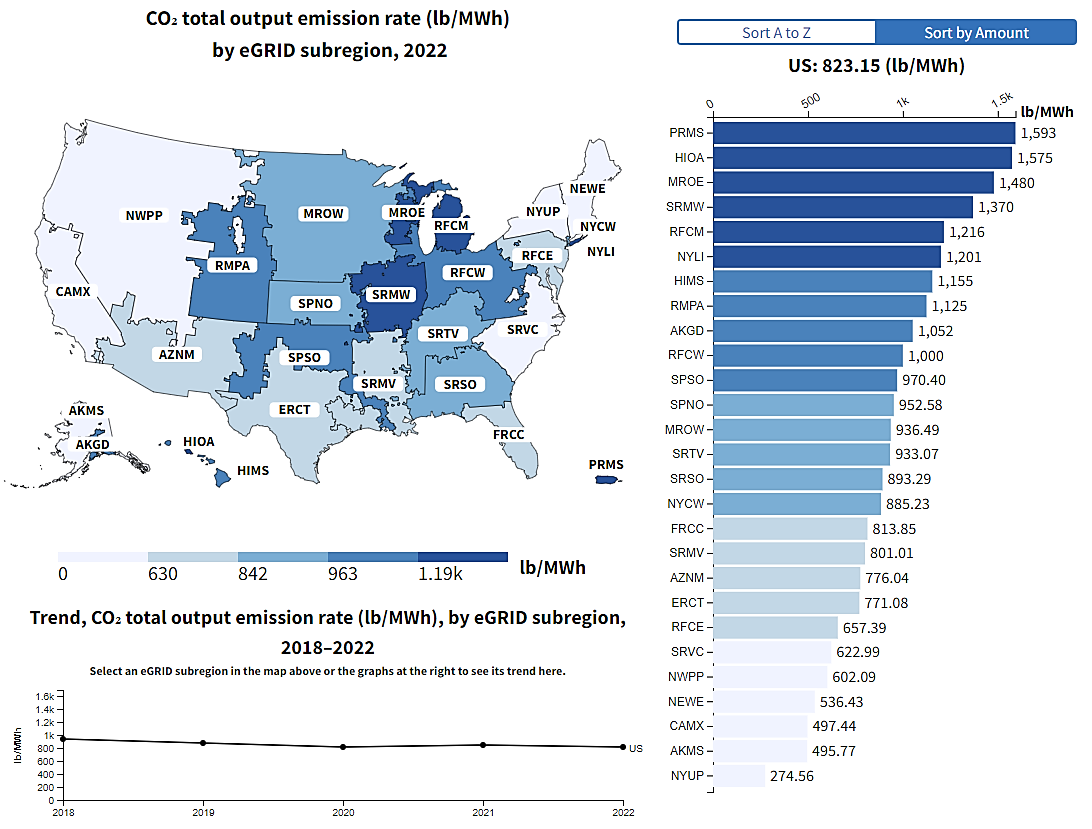 CO₂ total output emission rate (lb/MWh)
by eGRID subregion, 2022
NWPP
MROW
MROE
RFCM
NEWE
NYUP
NYCW
NYLI
RFCE
RMPA
RFCW
CAMX
SPNO
SRMW
SRTV
SRVC
AZNM
SPSO
SRMV
SRSO
ERCT
FRCC
AKMS
AKGD
HIOA
HIMS
PRMS
0
630
842
963
1.19k
lb/MWh
Trend, CO₂ total output emission rate (lb/MWh), by eGRID subregion,
2018–2022
Select an eGRID subregion in the map above or the graphs at the right to see its trend here.
lb/MWh
1.6k
1.4k
1.2k
1k
800
600
400
200
0
US
2018 2019 2020 2021 2022
Sort A to Z
Sort by Amount
US: 823.15 (lb/MWh)
0 500 1k 1.5k lb/MWh
PRMS 1,593
HIOA 1,575
MROE 1,480
SRMW 1,370
RFCM 1,216
NYLI 1,201
HIMS 1,155
RMPA 1,125
AKGD 1,052
RFCW 1,000
SPSO 970.40
SPNO 952.58
MROW 936.49
SRTV 933.07
SRSO 893.29
NYCW 885.23
FRCC 813.85
SRMV 801.01
AZNM 776.04
ERCT 771.08
RFCE 657.39
SRVC 622.99
NWPP 602.09
NEWE 536.43
CAMX 497.44
AKMS 495.77
NYUP 274.56